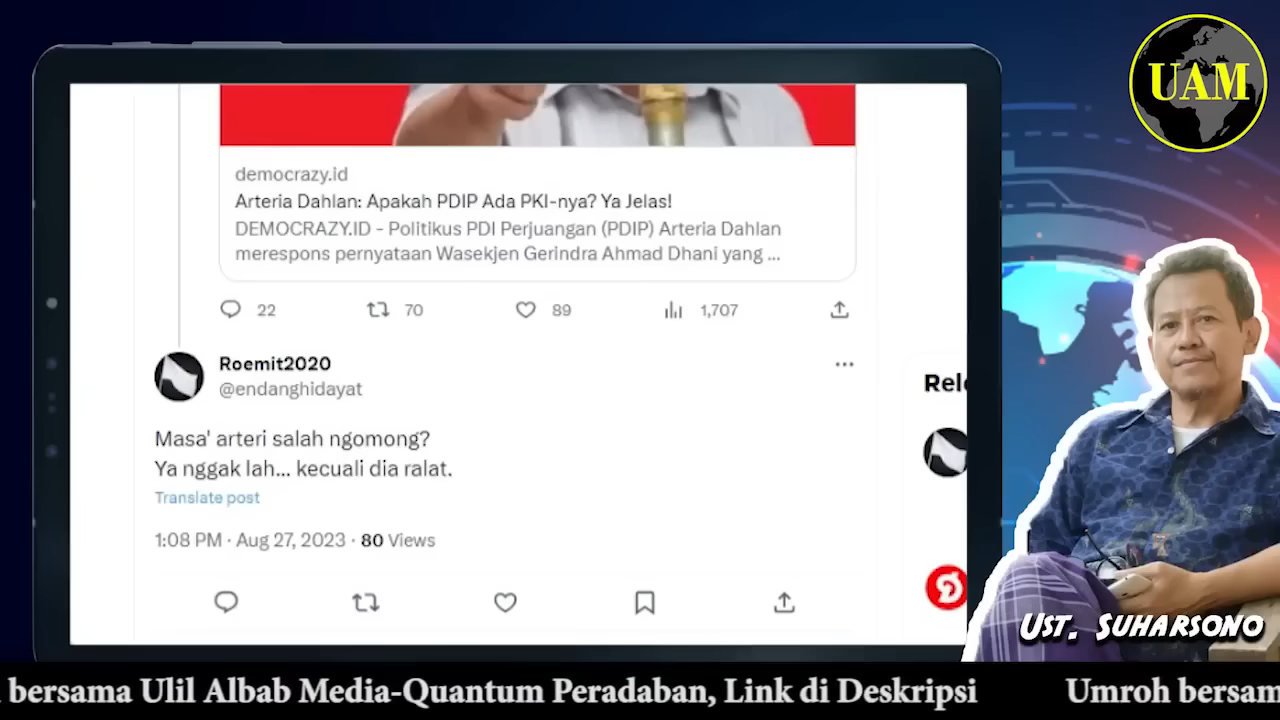 UAM
democrazy.id
Arteria Dahlan: Apakah PDIP Ada PKI-nya? Ya Jelas!
DEMOCRAZY.ID - Politikus PDI Perjuangan (PDIP) Arteria Dahlan
merespons pernyataan Wasekjen Gerindra Ahmad Dhani yang ...
22 70 89 1,707
Roemit2020
@endanghidayat
Masa' arteri salah ngomong?
Ya nggak lah... kecuali dia ralat.
Translate post
1:08 PM · Aug 27, 2023 · 80 Views
UST. SUHARSONO
bersama Ulil Albab Media-Quantum Peradaban, Link di Deskripsi Umroh